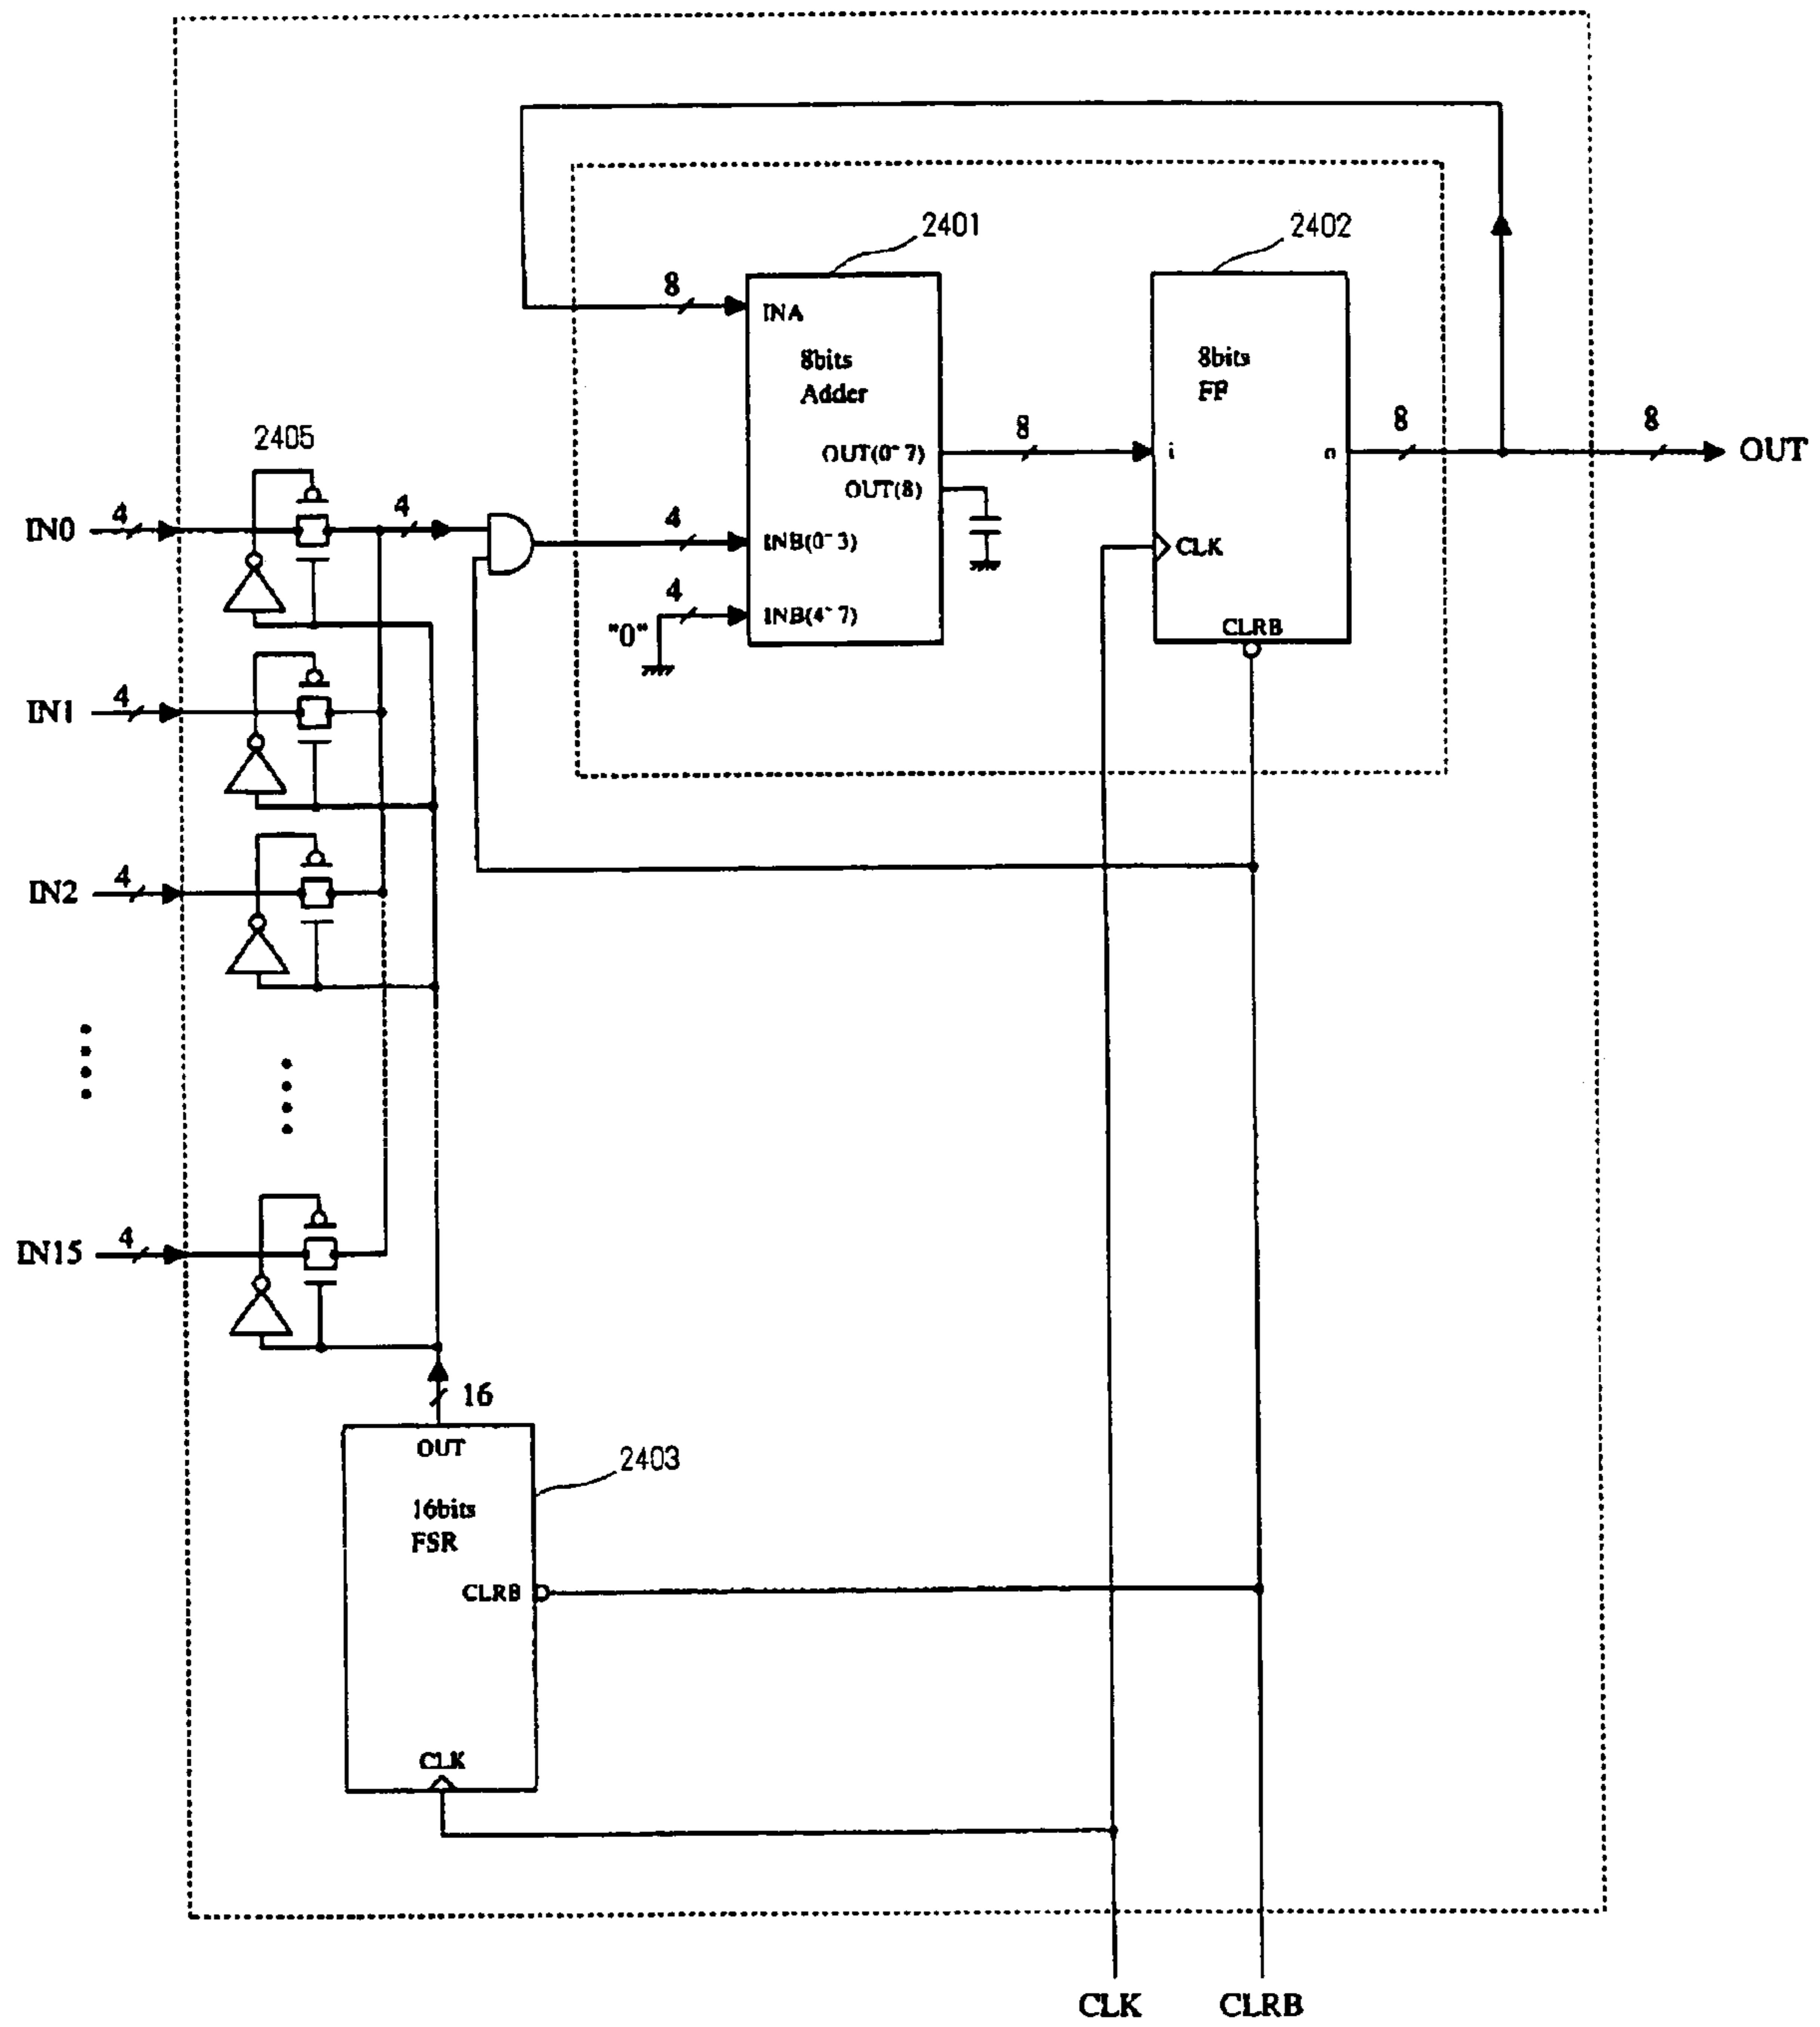 2401
2402
8
INA
8bits
Adder
8bits
FF
2405
8
8
8
OUT(0~7)
i
o
OUT
OUT(8)
IN0
4
4
4
INB(0~3)
CLK
4
INB(4~7)
"0"
CLRB
IN1
4
IN2
4
IN15
4
16
OUT
2403
16bits
FSR
CLRB
CLK
CLK
CLRB